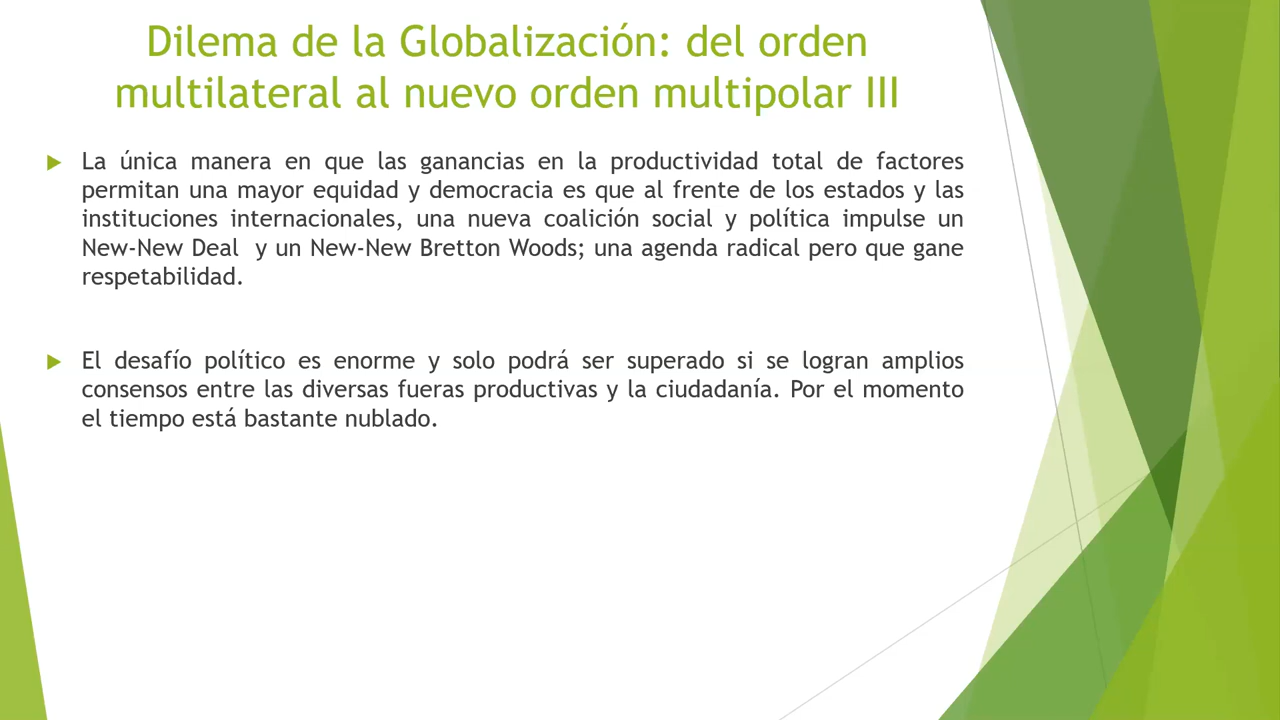 Dilema de la Globalización: del orden
multilateral al nuevo orden multipolar III
La única manera en que las ganancias en la productividad total de factores
permitan una mayor equidad y democracia es que al frente de los estados y las
instituciones internacionales, una nueva coalición social y política impulse un
New-New Deal  y un New-New Bretton Woods; una agenda radical pero que gane
respetabilidad.
El desafío político es enorme y solo podrá ser superado si se logran amplios
consensos entre las diversas fueras productivas y la ciudadanía. Por el momento
el tiempo está bastante nublado.